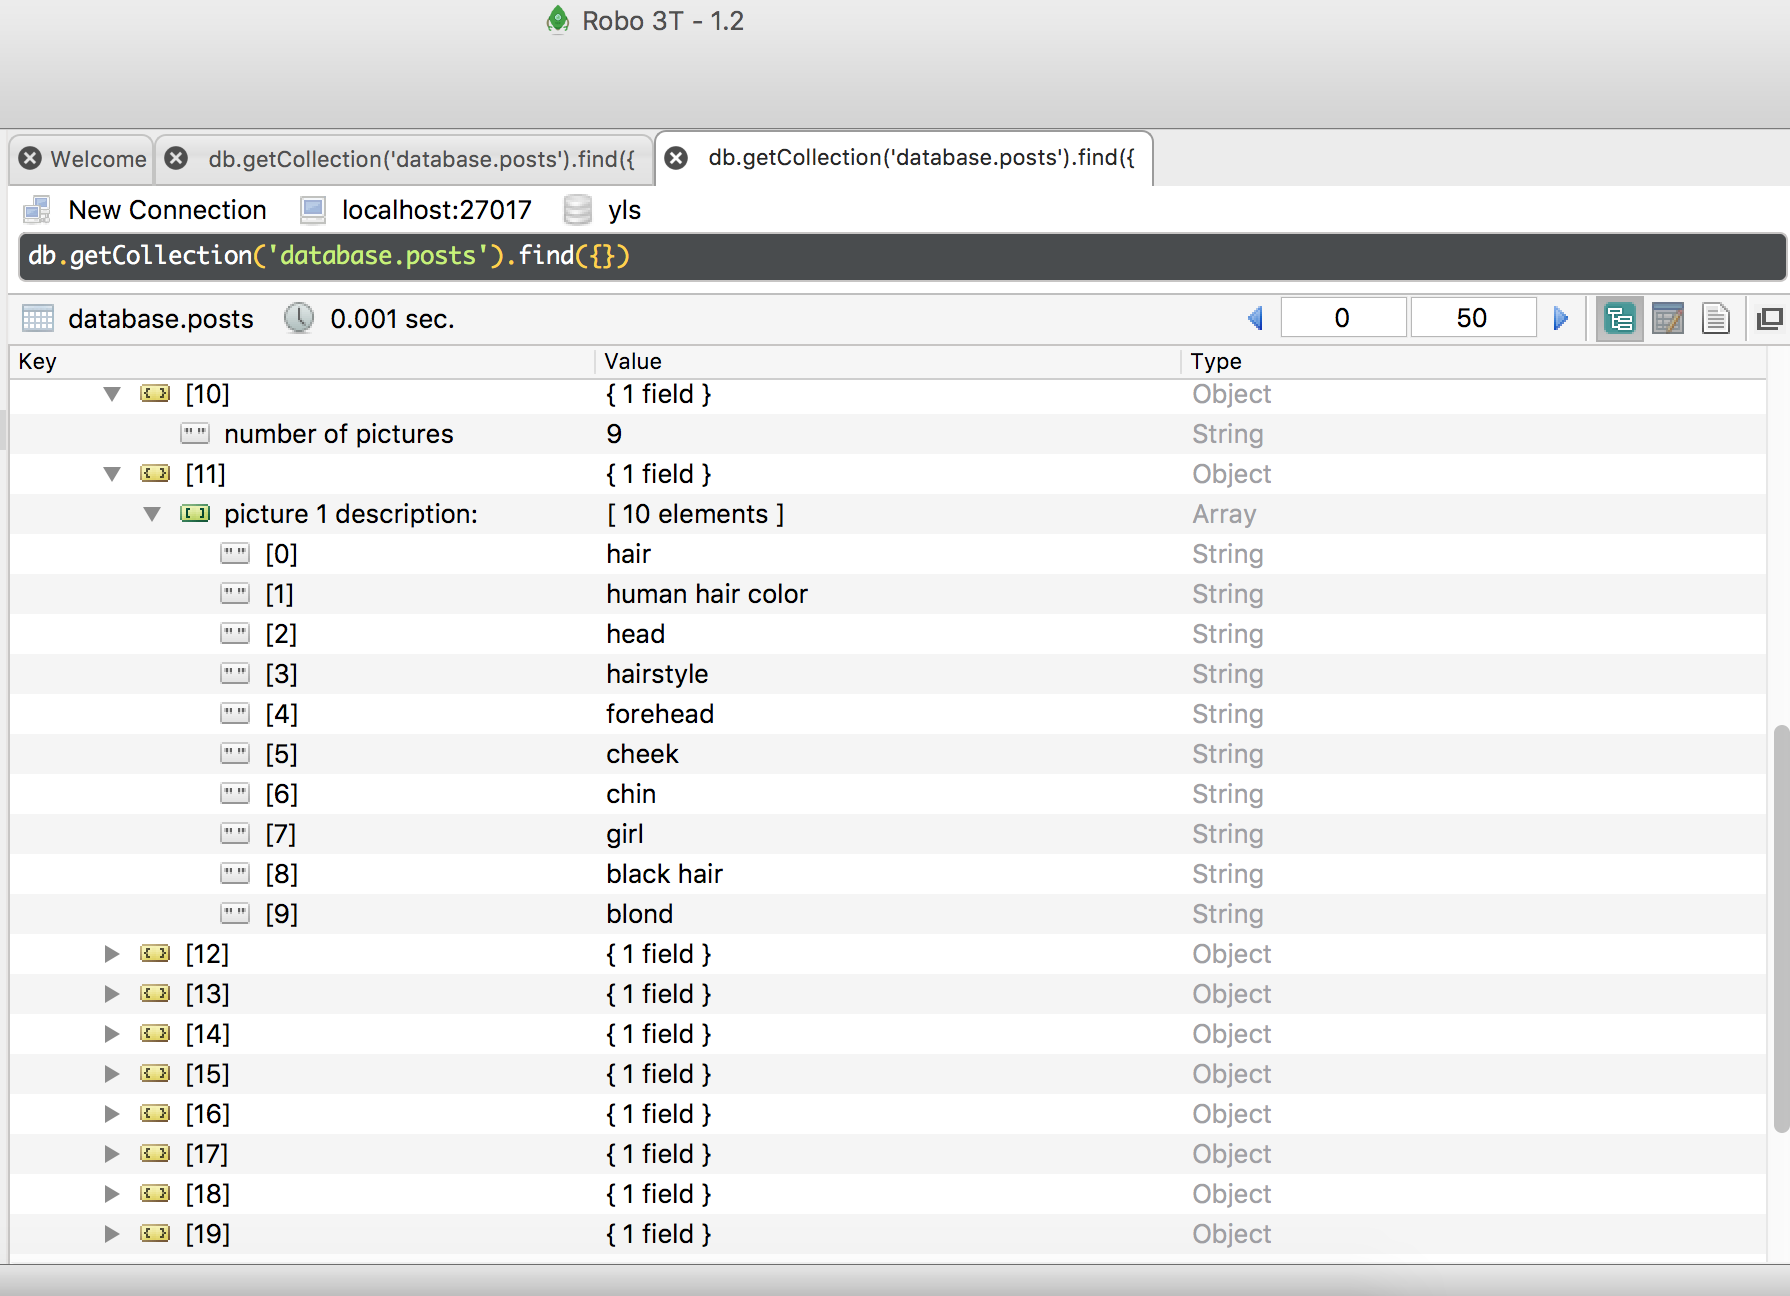 Robo 3T - 1.2
Welcome db.getCollection('database.posts').find({ db.getCollection('database.posts').find({
New Connection localhost:27017 yls
db.getCollection('database.posts').find({})
database.posts 0.001 sec. 0 50
Key Value Type
[10] { 1 field } Object
number of pictures 9 String
[11] { 1 field } Object
picture 1 description: [ 10 elements ] Array
[0] hair String
[1] human hair color String
[2] head String
[3] hairstyle String
[4] forehead String
[5] cheek String
[6] chin String
[7] girl String
[8] black hair String
[9] blond String
[12] { 1 field } Object
[13] { 1 field } Object
[14] { 1 field } Object
[15] { 1 field } Object
[16] { 1 field } Object
[17] { 1 field } Object
[18] { 1 field } Object
[19] { 1 field } Object